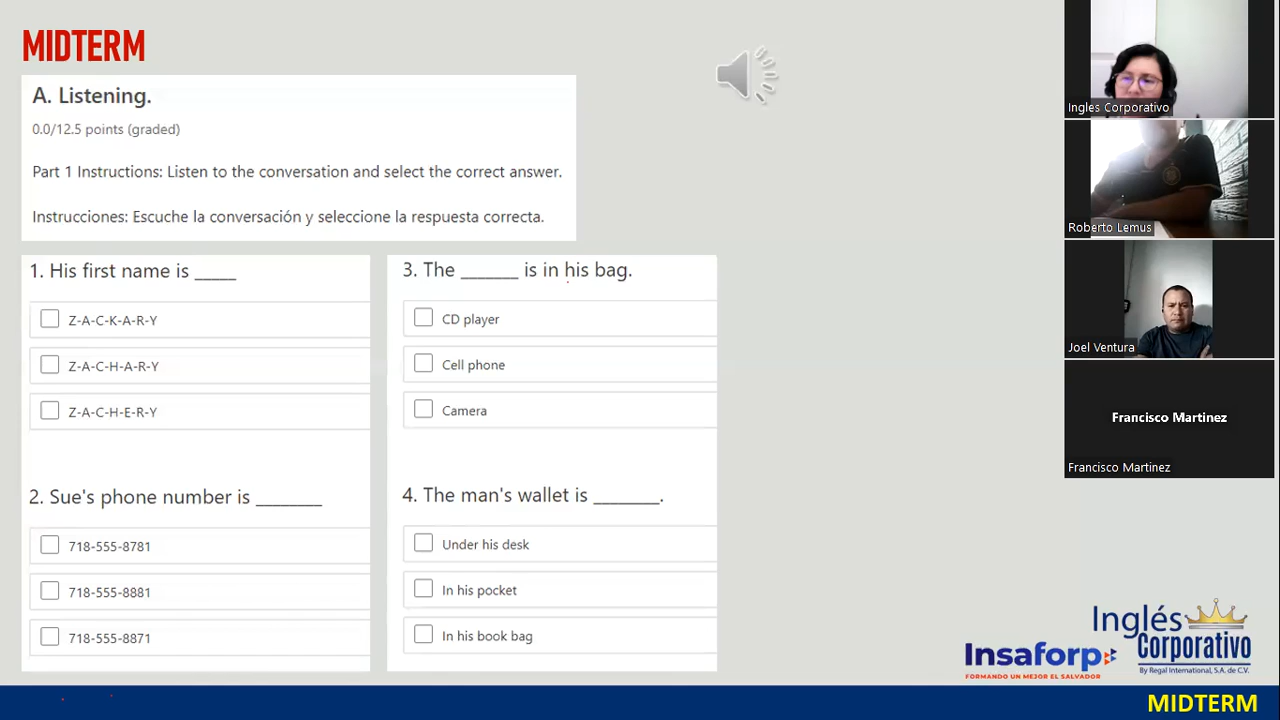 MIDTERM
A. Listening.
0.0/12.5 points (graded)
Part 1 Instructions: Listen to the conversation and select the correct answer.
Instrucciones: Escuche la conversación y seleccione la respuesta correcta.
1. His first name is _____
Z-A-C-K-A-R-Y
Z-A-C-H-A-R-Y
Z-A-C-H-E-R-Y
2. Sue's phone number is ________
718-555-8781
718-555-8881
718-555-8871
3. The _______ is in his bag.
CD player
Cell phone
Camera
4. The man's wallet is ________.
Under his desk
In his pocket
In his book bag
Ingles Corporativo
Roberto Lemus
Joel Ventura
Francisco Martinez
Francisco Martinez
Insaforp
FORMANDO UN MEJOR EL SALVADOR
Inglés
Corporativo
By Regal International, S.A. de C.V.
MIDTERM